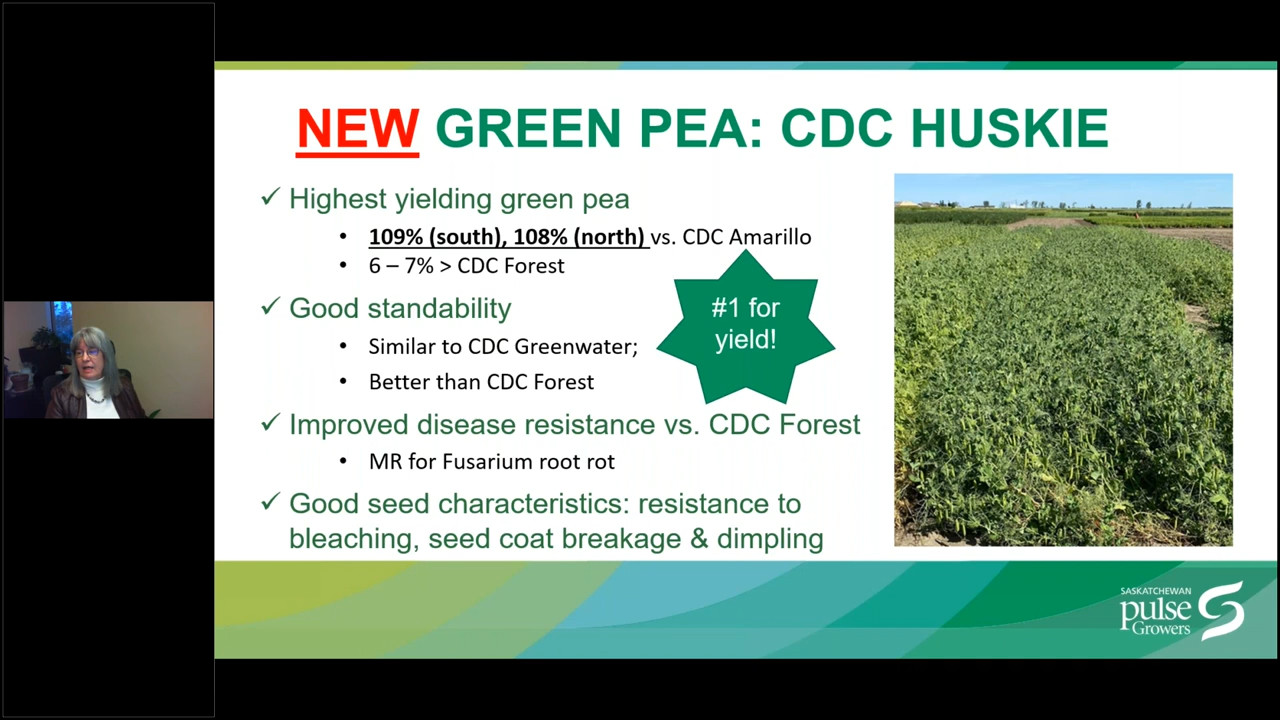 NEW GREEN PEA: CDC HUSKIE
✓ Highest yielding green pea
• 109% (south), 108% (north) vs. CDC Amarillo
• 6 – 7% > CDC Forest
✓ Good standability
• Similar to CDC Greenwater;
• Better than CDC Forest
#1 for
yield!
✓ Improved disease resistance vs. CDC Forest
• MR for Fusarium root rot
✓ Good seed characteristics: resistance to
bleaching, seed coat breakage & dimpling
SASKATCHEWAN
pulse
Growers